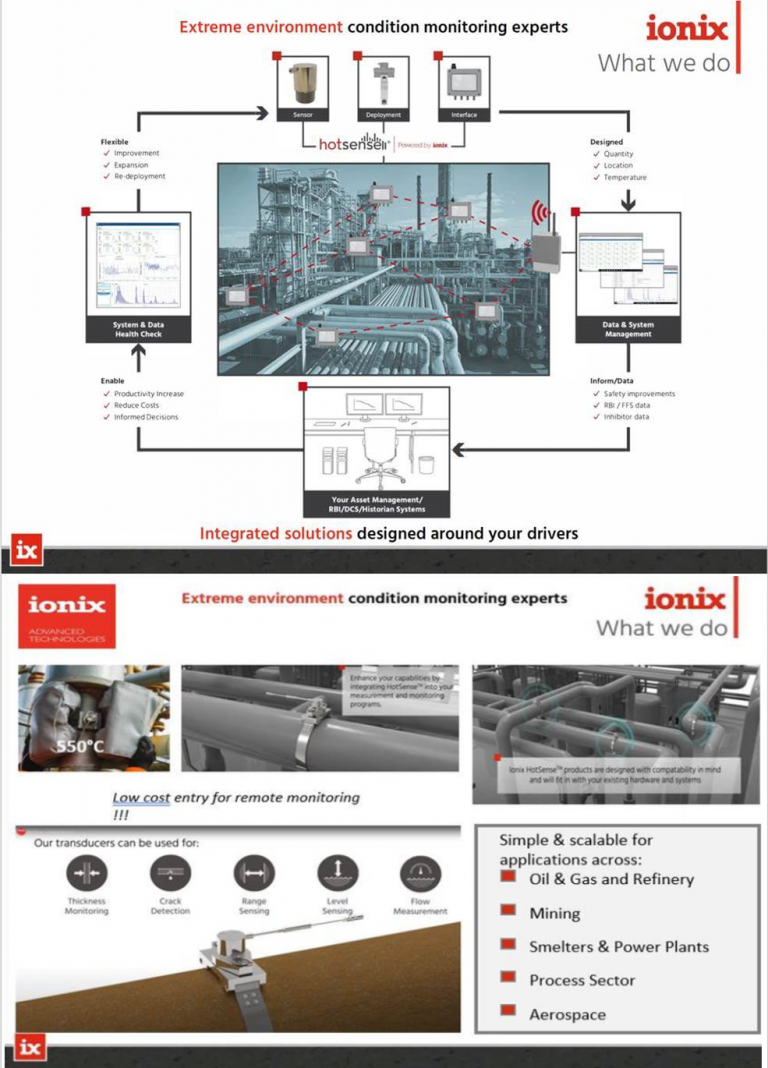 Extreme environment condition monitoring experts
ionix
What we do
Sensor
Deployment
Interface
hotsense
Powered by ionix
Flexible
Improvement
Expansion
Re-deployment
Designed
Quantity
Location
Temperature
System & Data
Health Check
Data & System
Management
Enable
Productivity Increase
Reduce Costs
Informed Decisions
Inform/Data
Safety improvements
RBI / FFS data
Inhibitor data
Your Asset Management/
RBI/DCS/Historian Systems
Integrated solutions designed around your drivers
ix
ionix
ADVANCED
TECHNOLOGIES
Extreme environment condition monitoring experts
ionix
What we do
550°C
Enhance your capabilities by
integrating HotSense™ into your
measurement and monitoring
programs.
Ionix HotSense™ products are designed with compatability in mind
and will fit in with your existing hardware and systems
Low cost entry for remote monitoring
!!!
Our transducers can be used for:
Thickness
Monitoring
Crack
Detection
Range
Sensing
Level
Sensing
Flow
Measurement
Simple & scalable for
applications across:
Oil & Gas and Refinery
Mining
Smelters & Power Plants
Process Sector
Aerospace
ix